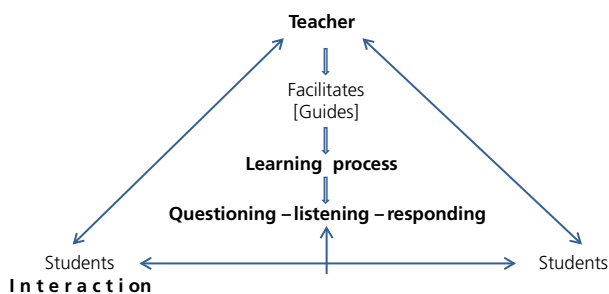 Teacher
Facilitates
[Guides]
Learning process
Questioning – listening – responding
Students
Students
Interaction